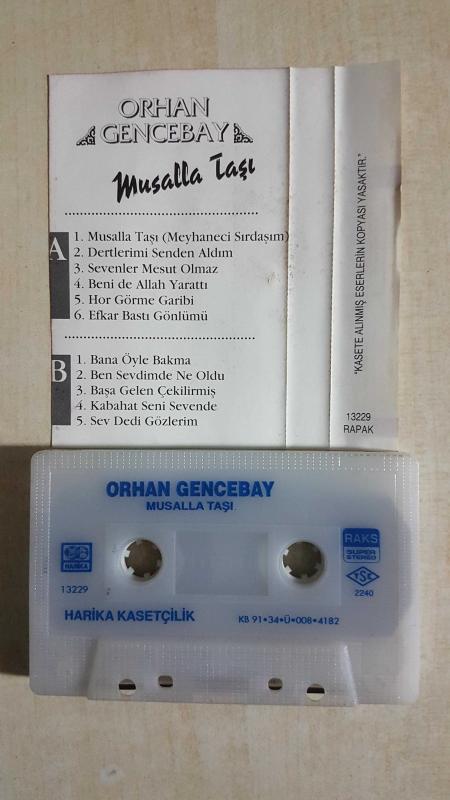 ORHAN
GENCEBAY
Musalla Taşı
A
1. Musalla Taşı (Meyhaneci Sırdaşım)
2. Dertlerimi Senden Aldım
3. Sevenler Mesut Olmaz
4. Beni de Allah Yarattı
5. Hor Görme Garibi
6. Efkar Bastı Gönlümü
B
1. Bana Öyle Bakma
2. Ben Sevdimde Ne Oldu
3. Başa Gelen Çekilirmiş
4. Kabahat Seni Sevende
5. Sev Dedi Gözlerim
"KASETE ALINMIŞ ESERLERİN KOPYASI YASAKTIR."
13229
RAPAK
ORHAN GENCEBAY
MUSALLA TAŞI
HARİKA
13229
RAKS
SUPER
STEREO
TSE
2240
HARİKA KASETÇİLİK
KB 91•34•Ü•008•4182